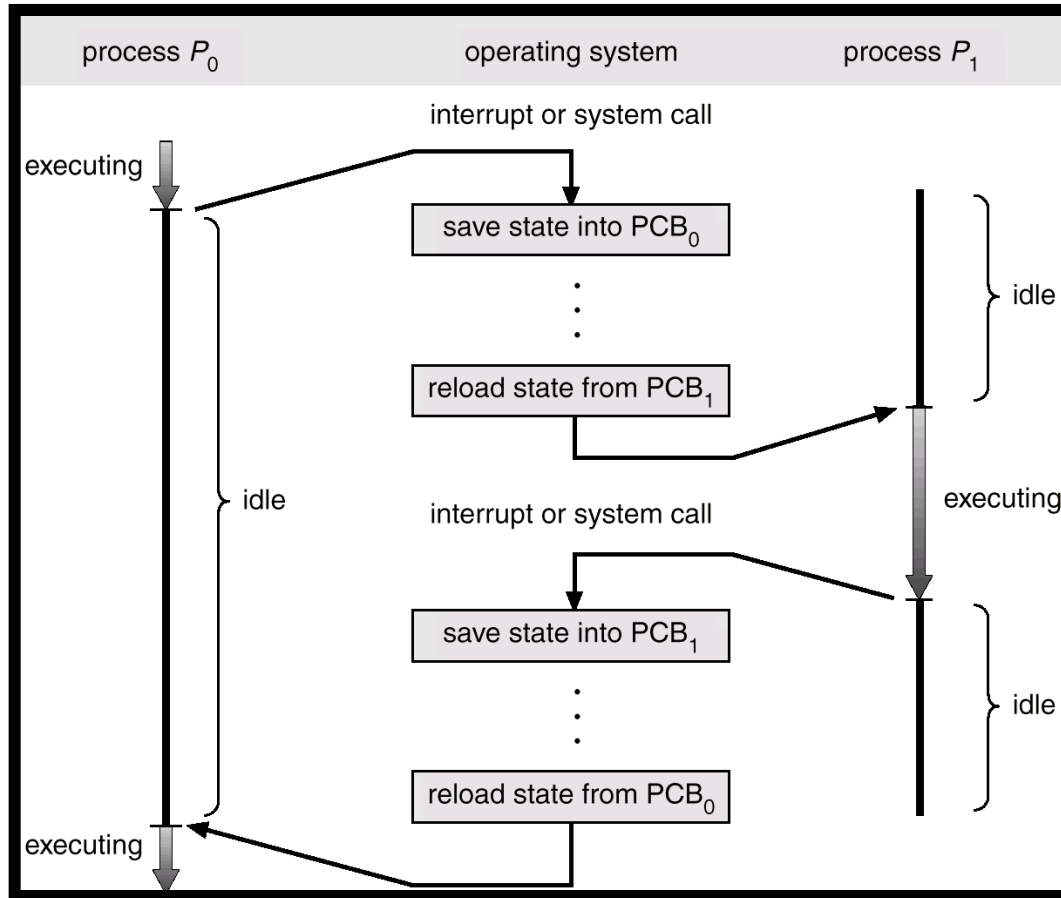 process P₀ operating system process P₁
interrupt or system call
executing
save state into PCB₀
idle
reload state from PCB₁
idle
executing
interrupt or system call
save state into PCB₁
idle
reload state from PCB₀
executing